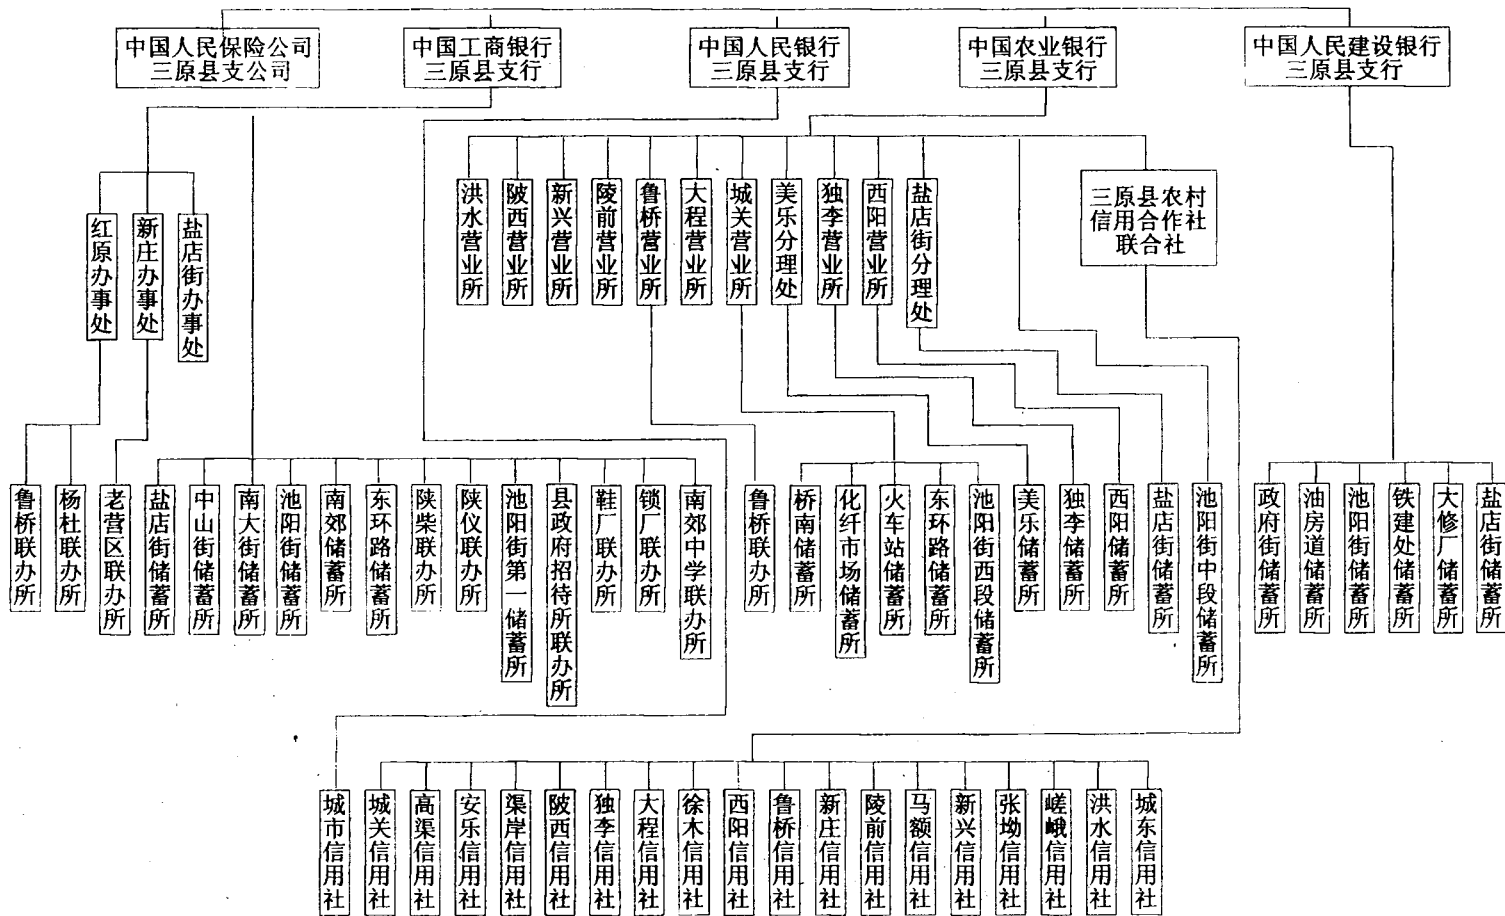 中国人民保险公司
三原县支公司
中国工商银行
三原县支行
中国人民银行
三原县支行
中国农业银行
三原县支行
中国人民建设银行
三原县支行
红原办事处
新庄办事处
盐店街办事处
洪水营业所
陂西营业所
新兴营业所
陵前营业所
鲁桥营业所
大程营业所
城关营业所
美乐分理处
独李营业所
西阳营业所
盐店街分理处
三原县农村
信用合作社
联合社
鲁桥联办所
杨杜联办所
老营区联办所
盐店街储蓄所
中山街储蓄所
南大街储蓄所
池阳街储蓄所
南郊储蓄所
东环路储蓄所
陕柴联办所
陕仪联办所
池阳街第一储蓄所
县政府招待所联办所
鞋厂联办所
锁厂联办所
南郊中学联办所
鲁桥联办所
桥南储蓄所
化纤市场储蓄所
火车站储蓄所
东环路储蓄所
池阳街西段储蓄所
美乐储蓄所
独李储蓄所
西阳储蓄所
盐店街储蓄所
池阳街中段储蓄所
政府街储蓄所
油房道储蓄所
池阳街储蓄所
铁建处储蓄所
大修厂储蓄所
盐店街储蓄所
城市信用社
城关信用社
高渠信用社
安乐信用社
渠岸信用社
陂西信用社
独李信用社
大程信用社
徐木信用社
西阳信用社
鲁桥信用社
新庄信用社
陵前信用社
马额信用社
新兴信用社
张坳信用社
嵯峨信用社
洪水信用社
城东信用社